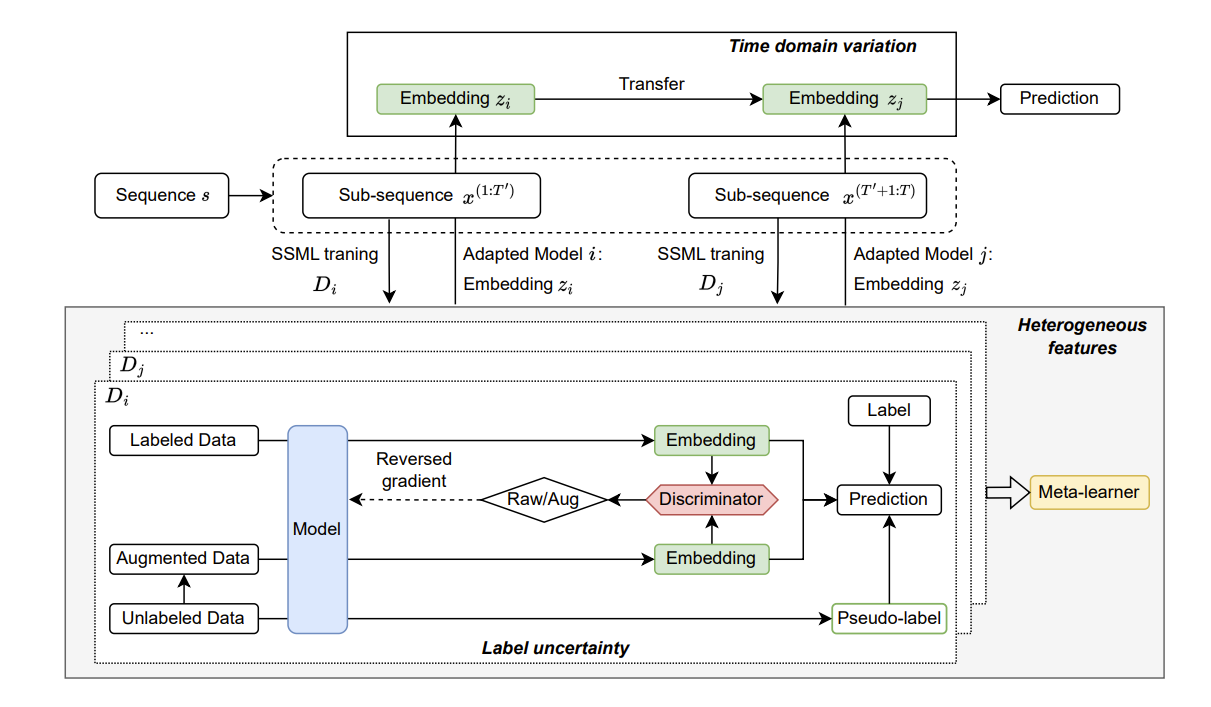 Time domain variation
Embedding z_i
Transfer
Embedding z_j
Prediction
Sequence s
Sub-sequence x^(1:T′)
Sub-sequence x^(T′+1:T)
SSML traning
D_i
Adapted Model i:
Embedding z_i
SSML traning
D_j
Adapted Model j:
Embedding z_j
Heterogeneous
features
...
D_j
D_i
Label
Labeled Data
Embedding
Reversed
gradient
Raw/Aug
Discriminator
Prediction
Meta-learner
Model
Augmented Data
Embedding
Unlabeled Data
Pseudo-label
Label uncertainty